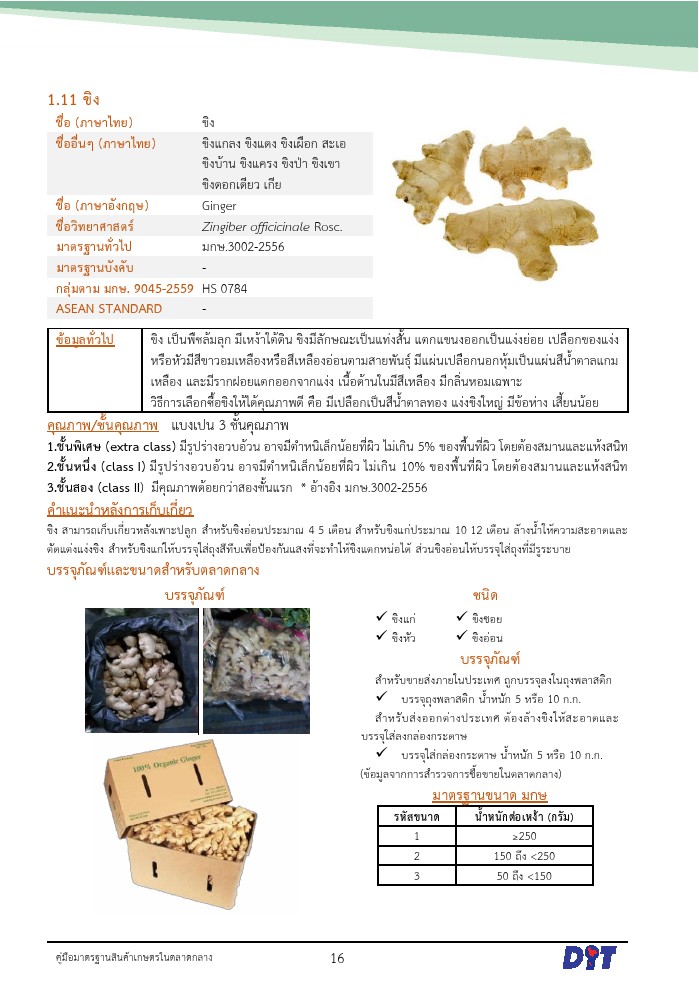 1.11 ขิง
ชื่อ (ภาษาไทย) ขิง
ชื่ออื่นๆ (ภาษาไทย) ขิงแกลง ขิงแดง ขิงเผือก สะเอ
ขิงบ้าน ขิงแครง ขิงป่า ขิงเขา
ขิงดอกเดียว เกีย
ชื่อ (ภาษาอังกฤษ) Ginger
ชื่อวิทยาศาสตร์ Zingiber officicinale Rosc.
มาตรฐานทั่วไป มกษ.3002-2556
มาตรฐานบังคับ -
กลุ่มตาม มกษ. 9045-2559 HS 0784
ASEAN STANDARD -
ข้อมูลทั่วไป ขิง เป็นพืชล้มลุก มีเหง้าใต้ดิน ขิงมีลักษณะเป็นแท่งสั้น แตกแขนงออกเป็นแง่งย่อย เปลือกของแง่ง
หรือหัวมีสีขาวอมเหลืองหรือสีเหลืองอ่อนตามสายพันธุ์ มีแผ่นเปลือกนอกหุ้มเป็นแผ่นสีน้ำตาลแกม
เหลือง และมีรากฝอยแตกออกจากแง่ง เนื้อด้านในมีสีเหลือง มีกลิ่นหอมเฉพาะ
วิธีการเลือกซื้อขิงให้ได้คุณภาพดี คือ มีเปลือกเป็นสีน้ำตาลทอง แง่งขิงใหญ่ มีข้อห่าง เสี้ยนน้อย
คุณภาพ/ชั้นคุณภาพ แบ่งเป็น 3 ชั้นคุณภาพ
1.ชั้นพิเศษ (extra class) มีรูปร่างอวบอ้วน อาจมีตำหนิเล็กน้อยที่ผิว ไม่เกิน 5% ของพื้นที่ผิว โดยต้องสมานและแห้งสนิท
2.ชั้นหนึ่ง (class I) มีรูปร่างอวบอ้วน อาจมีตำหนิเล็กน้อยที่ผิว ไม่เกิน 10% ของพื้นที่ผิว โดยต้องสมานและแห้งสนิท
3.ชั้นสอง (class II) มีคุณภาพด้อยกว่าสองชั้นแรก * อ้างอิง มกษ.3002-2556
คำแนะนำหลังการเก็บเกี่ยว
ขิง สามารถเก็บเกี่ยวหลังเพาะปลูก สำหรับขิงอ่อนประมาณ 4 5 เดือน สำหรับขิงแก่ประมาณ 10 12 เดือน ล้างน้ำให้ความสะอาดและ
ตัดแต่งแง่งขิง สำหรับขิงแก่ให้บรรจุใส่ถุงสีทึบเพื่อป้องกันแสงที่จะทำให้ขิงแตกหน่อได้ ส่วนขิงอ่อนให้บรรจุใส่ถุงที่มีรูระบาย
บรรจุภัณฑ์และขนาดสำหรับตลาดกลาง
บรรจุภัณฑ์
100% Organic Ginger
ชนิด
✓ ขิงแก่ ✓ ขิงซอย
✓ ขิงหัว ✓ ขิงอ่อน
บรรจุภัณฑ์
สำหรับขายส่งภายในประเทศ ถูกบรรจุลงในถุงพลาสติก
✓ บรรจุถุงพลาสติก น้ำหนัก 5 หรือ 10 ก.ก.
สำหรับส่งออกต่างประเทศ ต้องล้างขิงให้สะอาดและ
บรรจุใส่ลงกล่องกระดาษ
✓ บรรจุใส่กล่องกระดาษ น้ำหนัก 5 หรือ 10 ก.ก.
(ข้อมูลจากการสำรวจการซื้อขายในตลาดกลาง)
มาตรฐานขนาด มกษ
รหัสขนาด น้ำหนักต่อเหง้า (กรัม)
1 ≥250
2 150 ถึง <250
3 50 ถึง <150
คู่มือมาตรฐานสินค้าเกษตรในตลาดกลาง 16 DIT